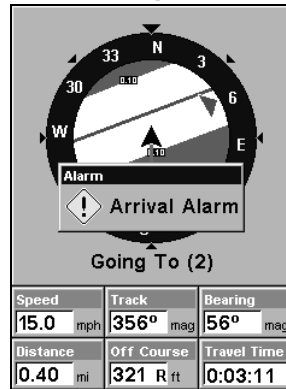 N
33
3
30
6
0.10
W
E
0.10
Alarm
Arrival Alarm
Going To (2)
Speed Track Bearing
15.0 mph 356º mag 56º mag
Distance Off Course Travel Time
0.40 mi 321 R ft 0:03:11